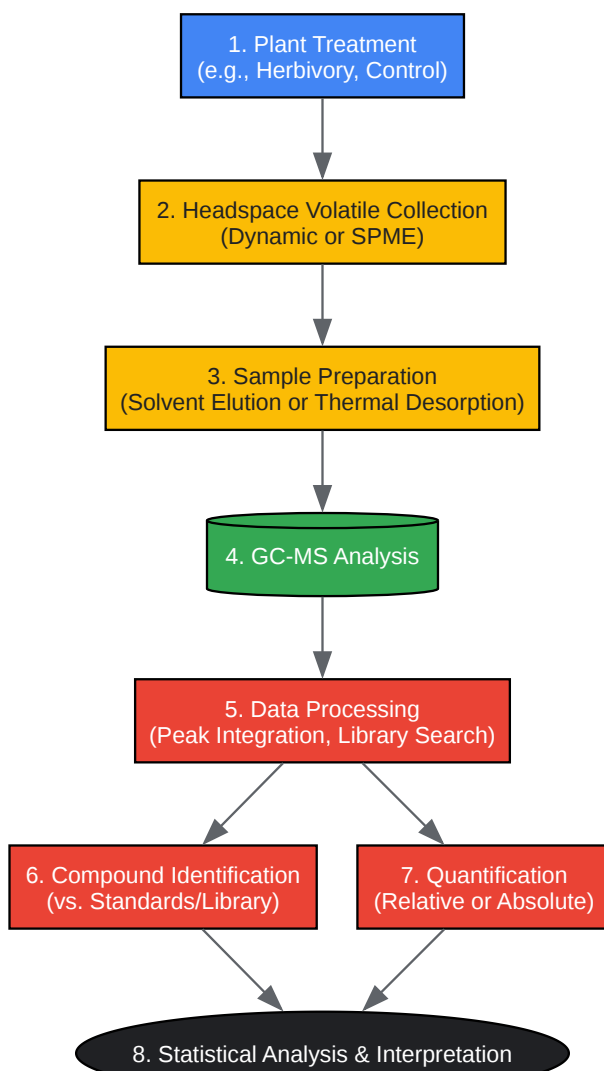 1. Plant Treatment
(e.g., Herbivory, Control)
2. Headspace Volatile Collection
(Dynamic or SPME)
3. Sample Preparation
(Solvent Elution or Thermal Desorption)
4. GC-MS Analysis
5. Data Processing
(Peak Integration, Library Search)
6. Compound Identification
(vs. Standards/Library)
7. Quantification
(Relative or Absolute)
8. Statistical Analysis & Interpretation